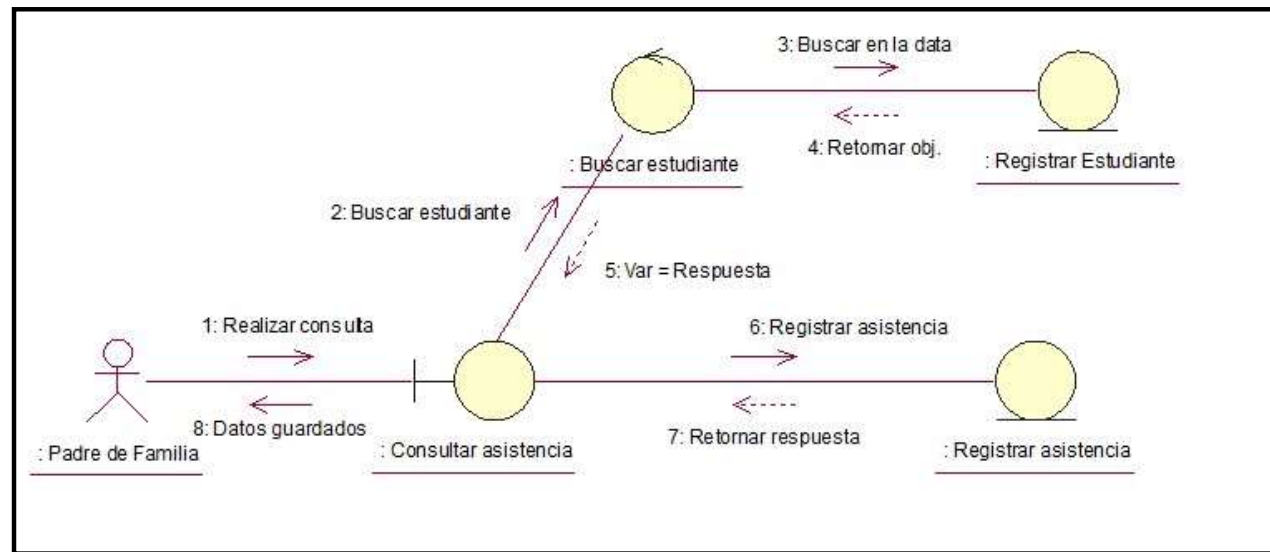 3: Buscar en la data
4: Retornar obj.
: Buscar estudiante
: Registrar Estudiante
2: Buscar estudiante
5: Var = Respuesta
1: Realizar consulta
6: Registrar asistencia
8: Datos guardados
7: Retornar respuesta
: Padre de Familia
: Consultar asistencia
: Registrar asistencia